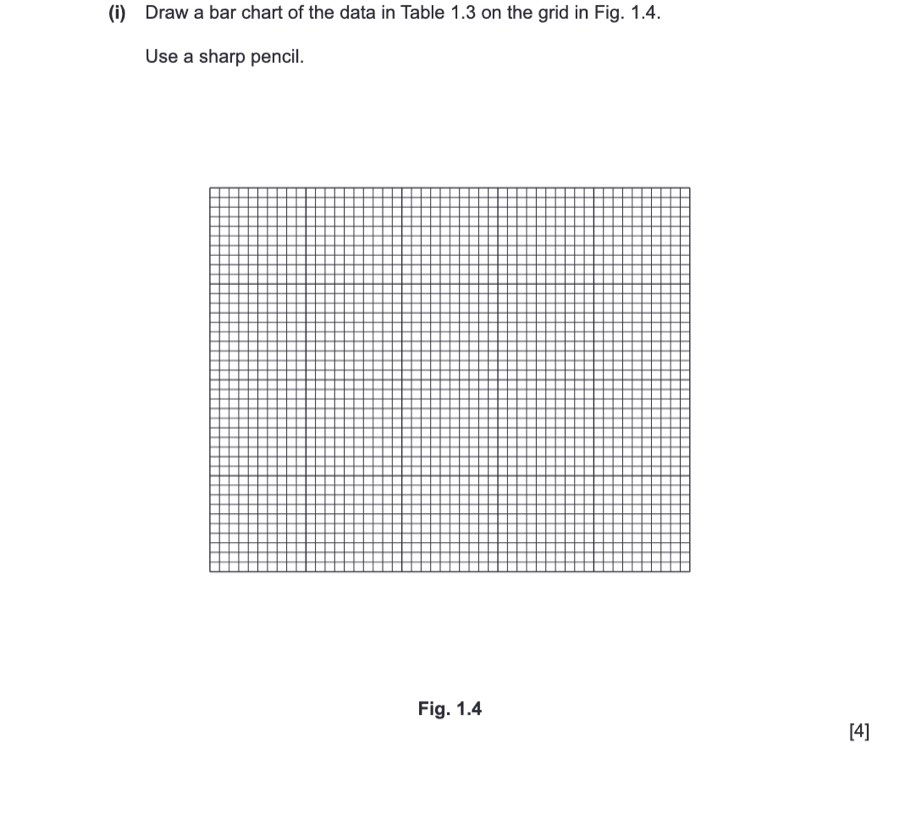 (i) Draw a bar chart of the data in Table 1.3 on the grid in Fig. 1.4.
Use a sharp pencil.
Fig. 1.4
[4]